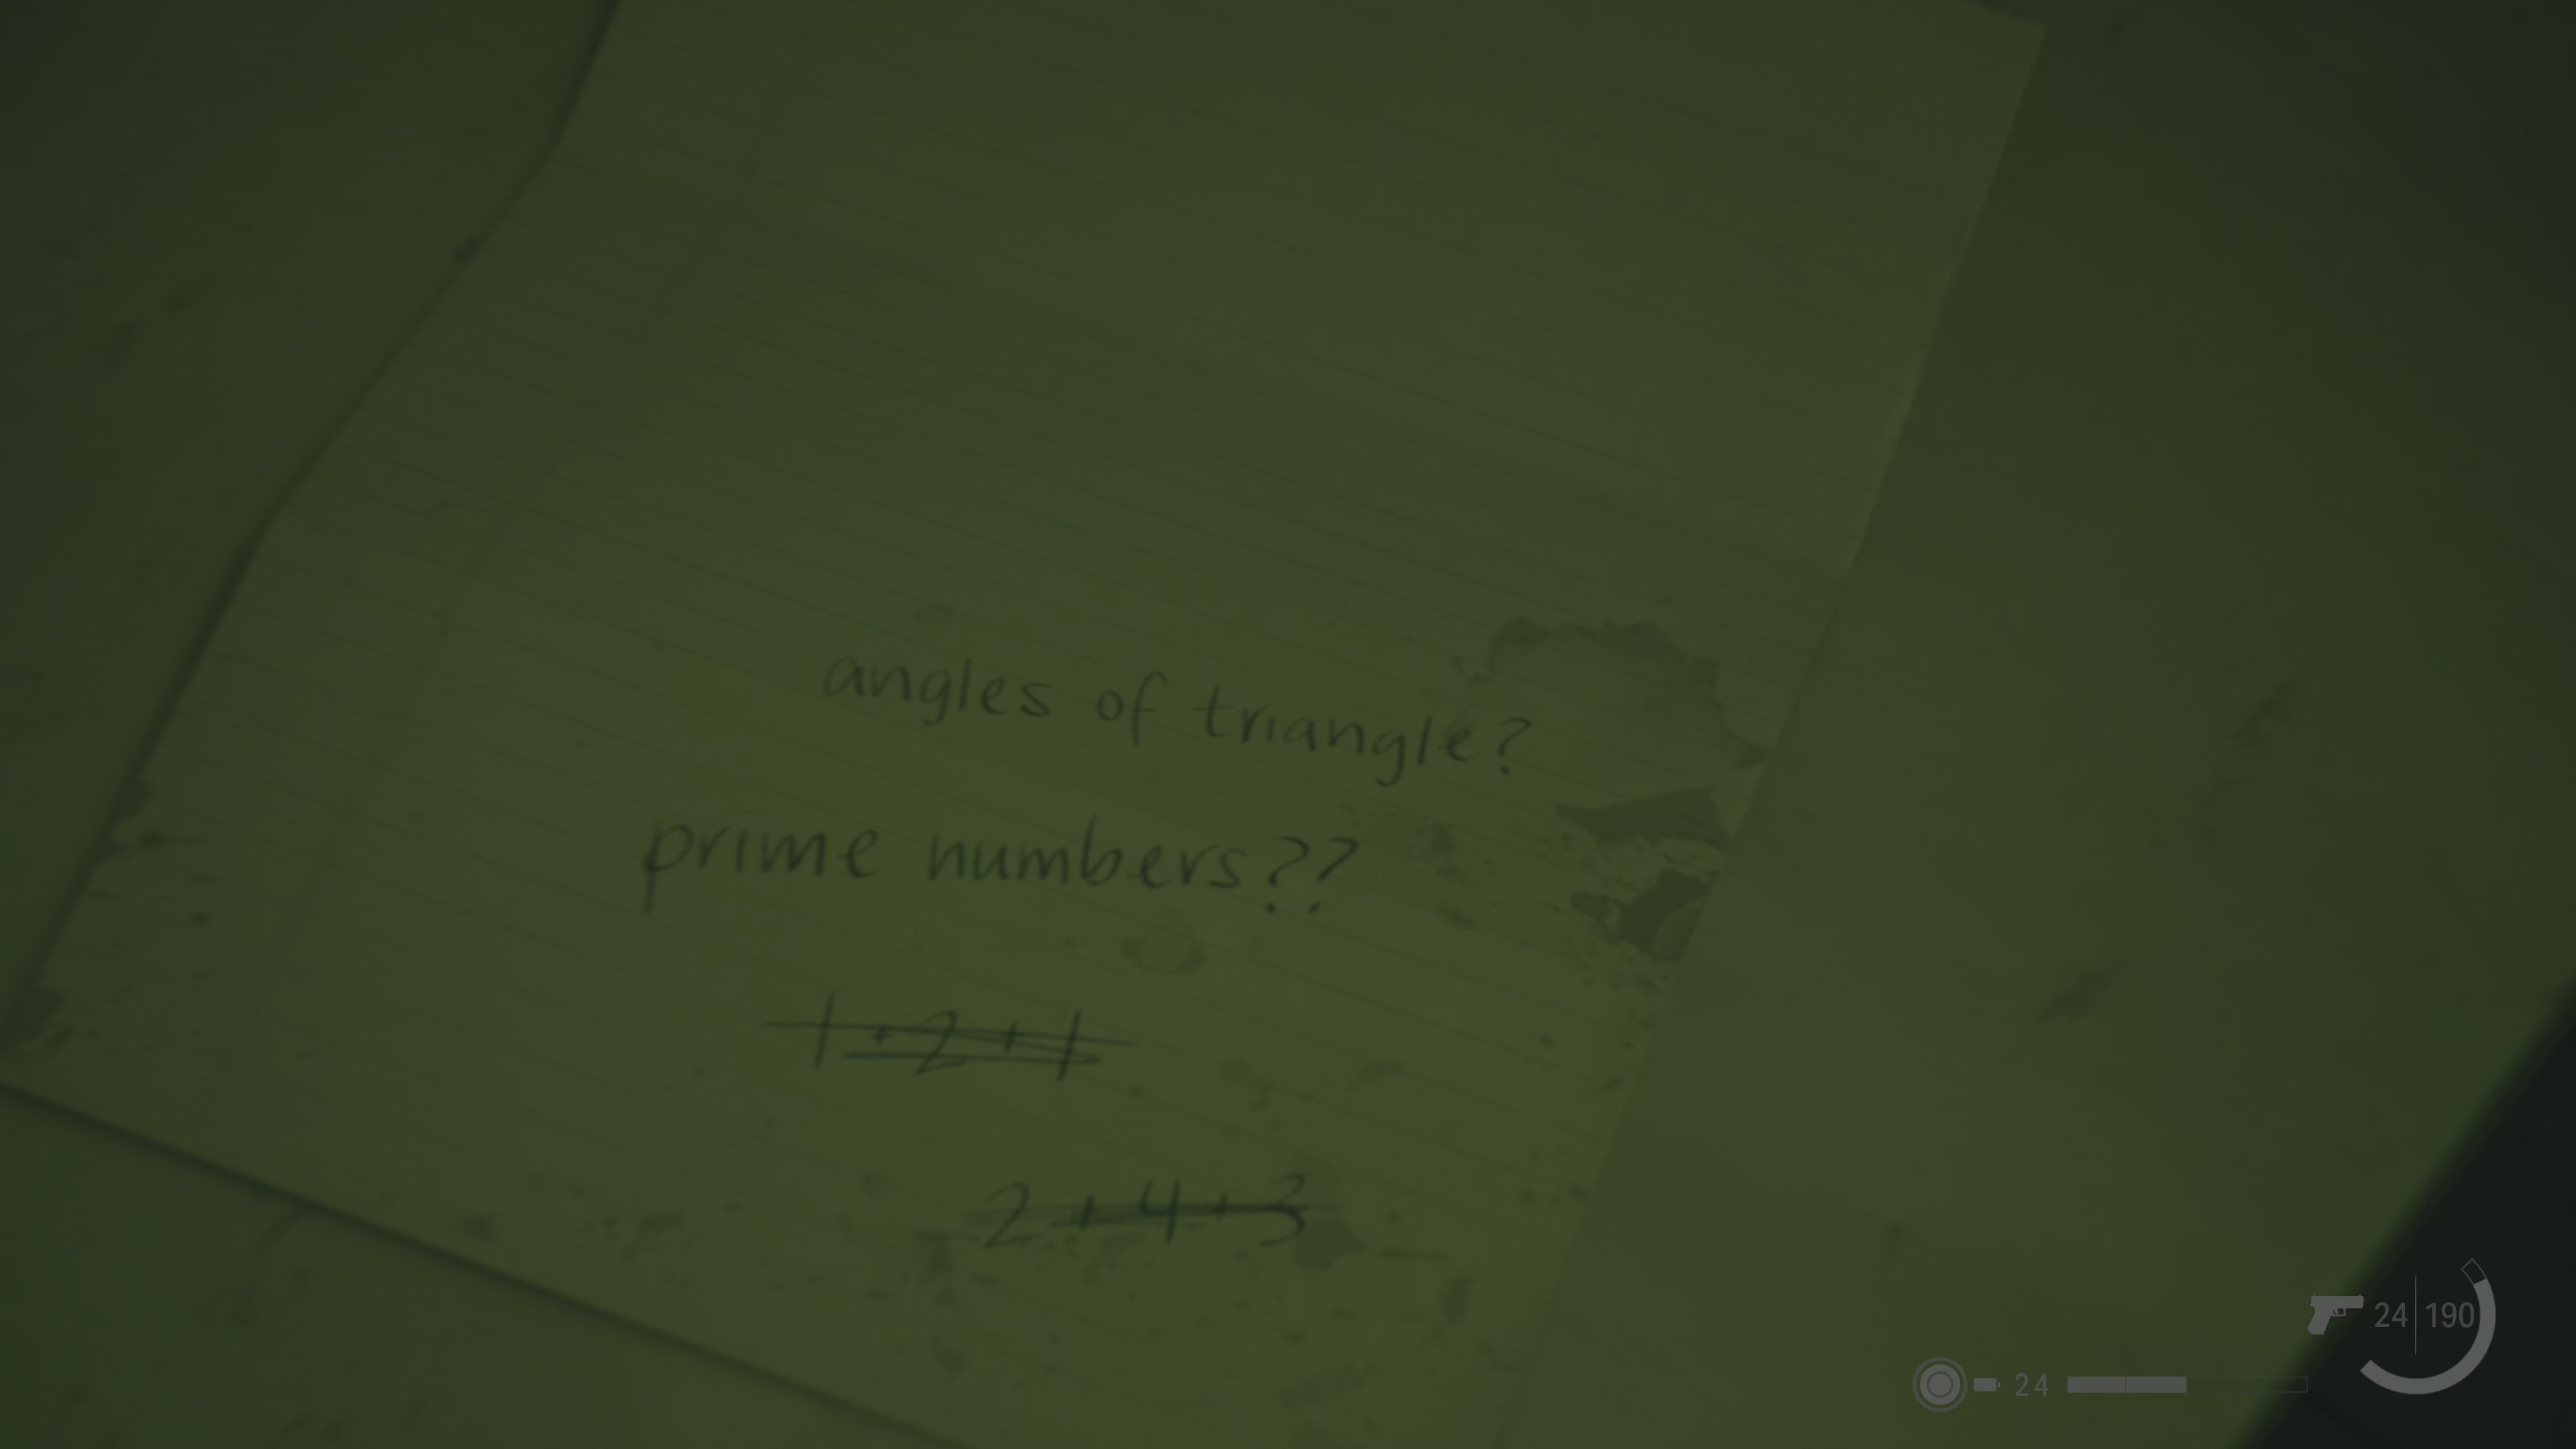 angles of triangle?
prime numbers??
1+2+1
2+4+3
24 190
24